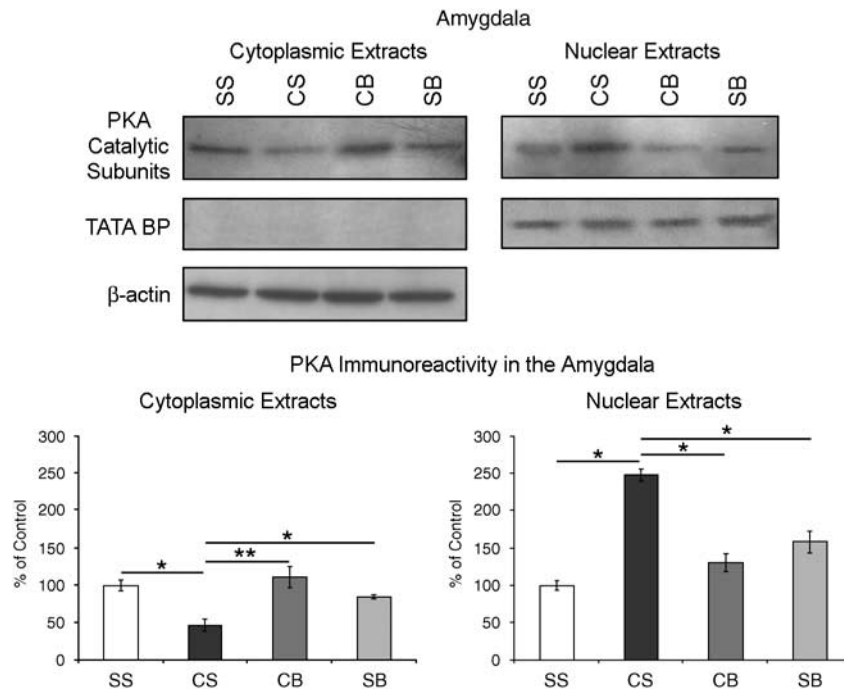 Amygdala
Cytoplasmic Extracts
SS CS CB SB
Nuclear Extracts
SS CS CB SB
PKA
Catalytic
Subunits
TATA BP
β-actin
PKA Immunoreactivity in the Amygdala
Cytoplasmic Extracts
% of Control
300
250
200
150
100
50
0
*
**
*
SS CS CB SB
Nuclear Extracts
% of Control
300
250
200
150
100
50
0
*
*
*
SS CS CB SB